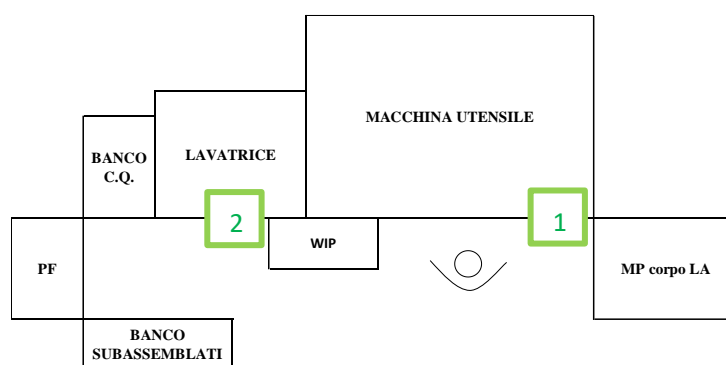 MACCHINA UTENSILE
BANCO
C.Q.
LAVATRICE
2
1
WIP
PF
MP corpo LA
BANCO
SUBASSEMBLATI